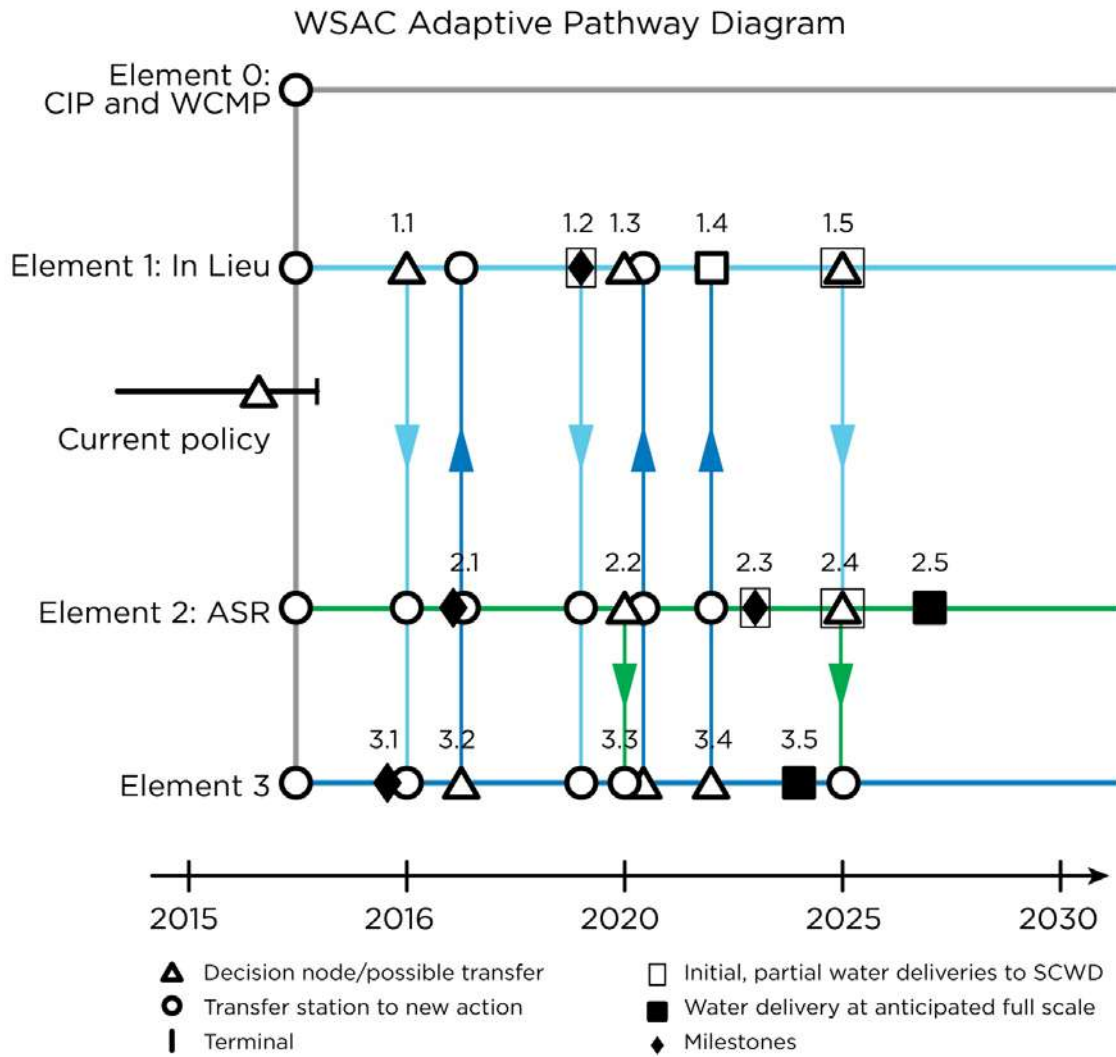 WSAC Adaptive Pathway Diagram
Element 0:
CIP and WCMP
1.1 1.2 1.3 1.4 1.5
Element 1: In Lieu
Current policy
2.1 2.2 2.3 2.4 2.5
Element 2: ASR
3.1 3.2 3.3 3.4 3.5
Element 3
2015 2016 2020 2025 2030
Decision node/possible transfer
Transfer station to new action
Terminal
Initial, partial water deliveries to SCWD
Water delivery at anticipated full scale
Milestones